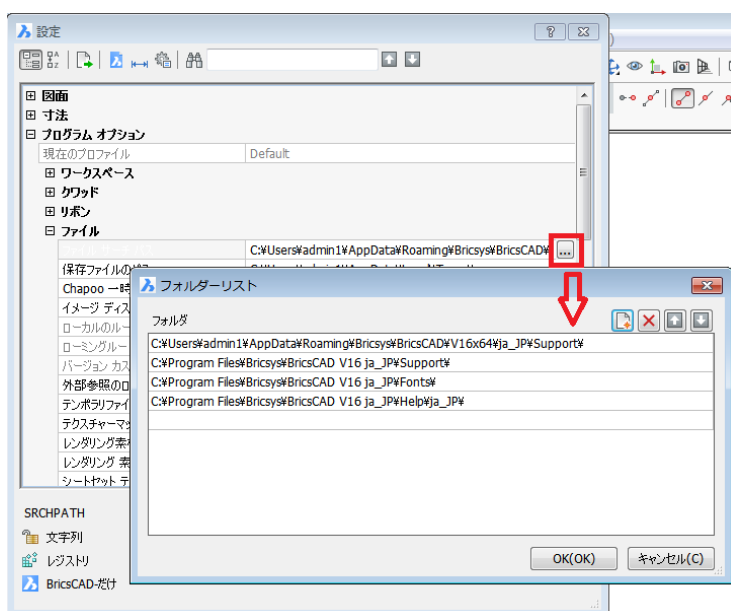 設定
図面
寸法
プログラム オプション
現在のプロファイル Default
ワークスペース
クワッド
リボン
ファイル
C:¥Users¥admin1¥AppData¥Roaming¥Bricsys¥BricsCAD¥ ...
保存ファイルの
Chapoo 一時
イメージ ディス
ローカルのルー
ローミングルー
バージョン カス
外部参照のロ
テンポラリファイ
テクスチャーマッ
レンダリング素材
レンダリング 素
シートセット テ
SRCHPATH
文字列
レジストリ
BricsCAD-だけ
フォルダーリスト
フォルダ
C:¥Users¥admin1¥AppData¥Roaming¥Bricsys¥BricsCAD¥V16x64¥ja_JP¥Support¥
C:¥Program Files¥Bricsys¥BricsCAD V16 ja_JP¥Support¥
C:¥Program Files¥Bricsys¥BricsCAD V16 ja_JP¥Fonts¥
C:¥Program Files¥Bricsys¥BricsCAD V16 ja_JP¥Help¥ja_JP¥
OK(OK) キャンセル(C)